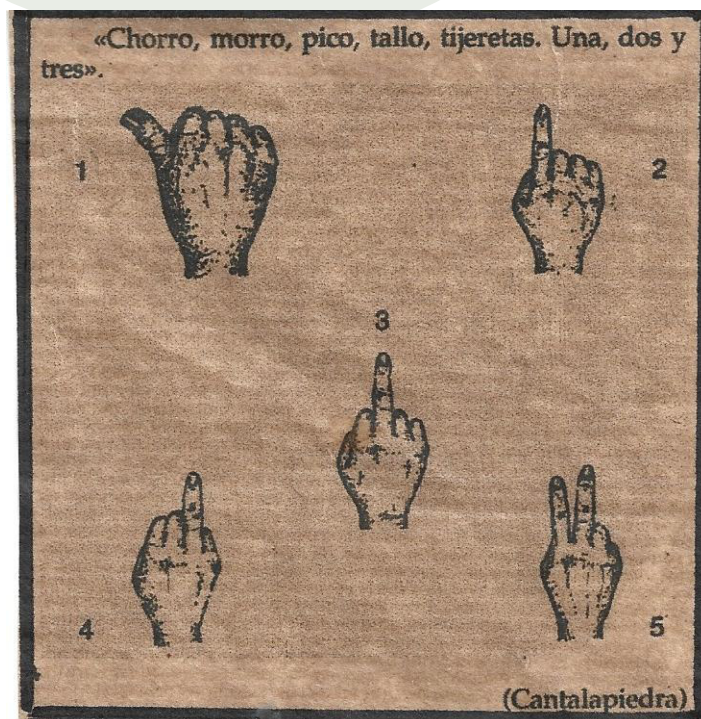 «Chorro, morro, pico, tallo, tijeretas. Una, dos y
tres».
1
2
3
4
5
(Cantalapiedra)